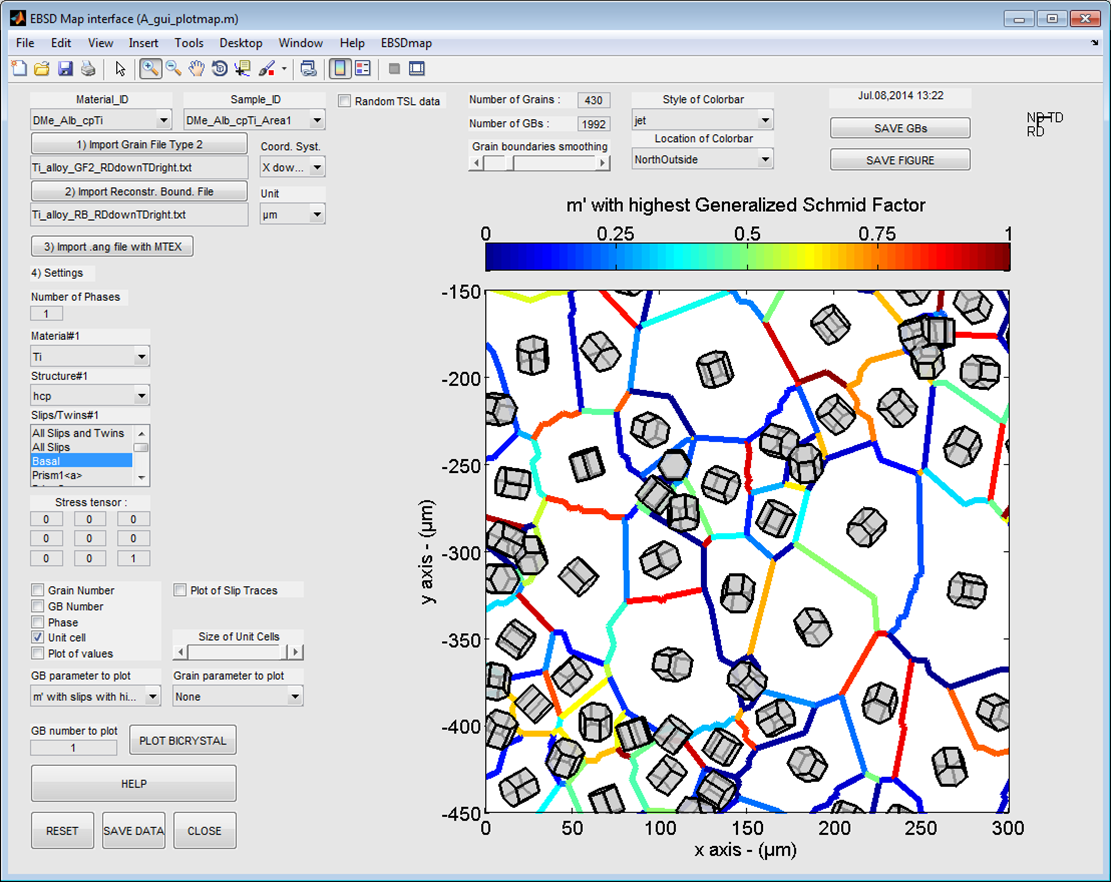 EBSD Map interface (A_gui_plotmap.m)
File Edit View Insert Tools Desktop Window Help EBSDmap
Material_ID
Sample_ID
Random TSL data
DMe_Alb_cpTi
DMe_Alb_cpTi_Area1
1) Import Grain File Type 2
Coord. Syst.
Ti_alloy_GF2_RDdownTDright.txt
X dow...
2) Import Reconstr. Bound. File
Unit
Ti_alloy_RB_RDdownTDright.txt
µm
3) Import .ang file with MTEX
4) Settings
Number of Phases
1
Material#1
Ti
Structure#1
hcp
Slips/Twins#1
All Slips and Twins
All Slips
Basal
Prism1<a>
Stress tensor :
0 0 0
0 0 0
0 0 1
Grain Number
Plot of Slip Traces
GB Number
Phase
Unit cell
Size of Unit Cells
Plot of values
GB parameter to plot
Grain parameter to plot
m' with slips with hi...
None
GB number to plot
1
PLOT BICRYSTAL
HELP
RESET
SAVE DATA
CLOSE
Number of Grains : 430
Number of GBs : 1992
Grain boundaries smoothing
Style of Colorbar
jet
Location of Colorbar
NorthOutside
Jul.08,2014 13:22
SAVE GBs
SAVE FIGURE
ND TD
RD
m' with highest Generalized Schmid Factor
0 0.25 0.5 0.75 1
-150
-200
-250
-300
-350
-400
-450
y axis - (µm)
0 50 100 150 200 250 300
x axis - (µm)